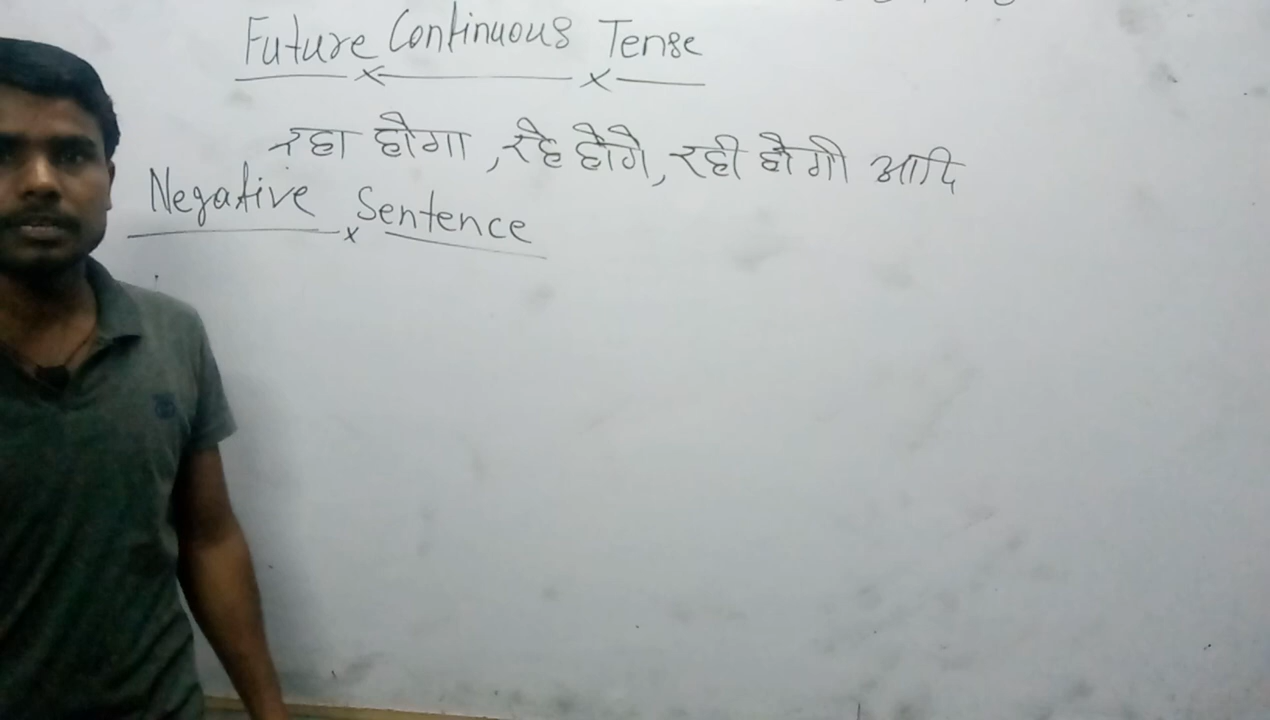 Future Continuous Tense
रहा होगा, रहे होंगे, रही होगी आदि
Negative Sentence